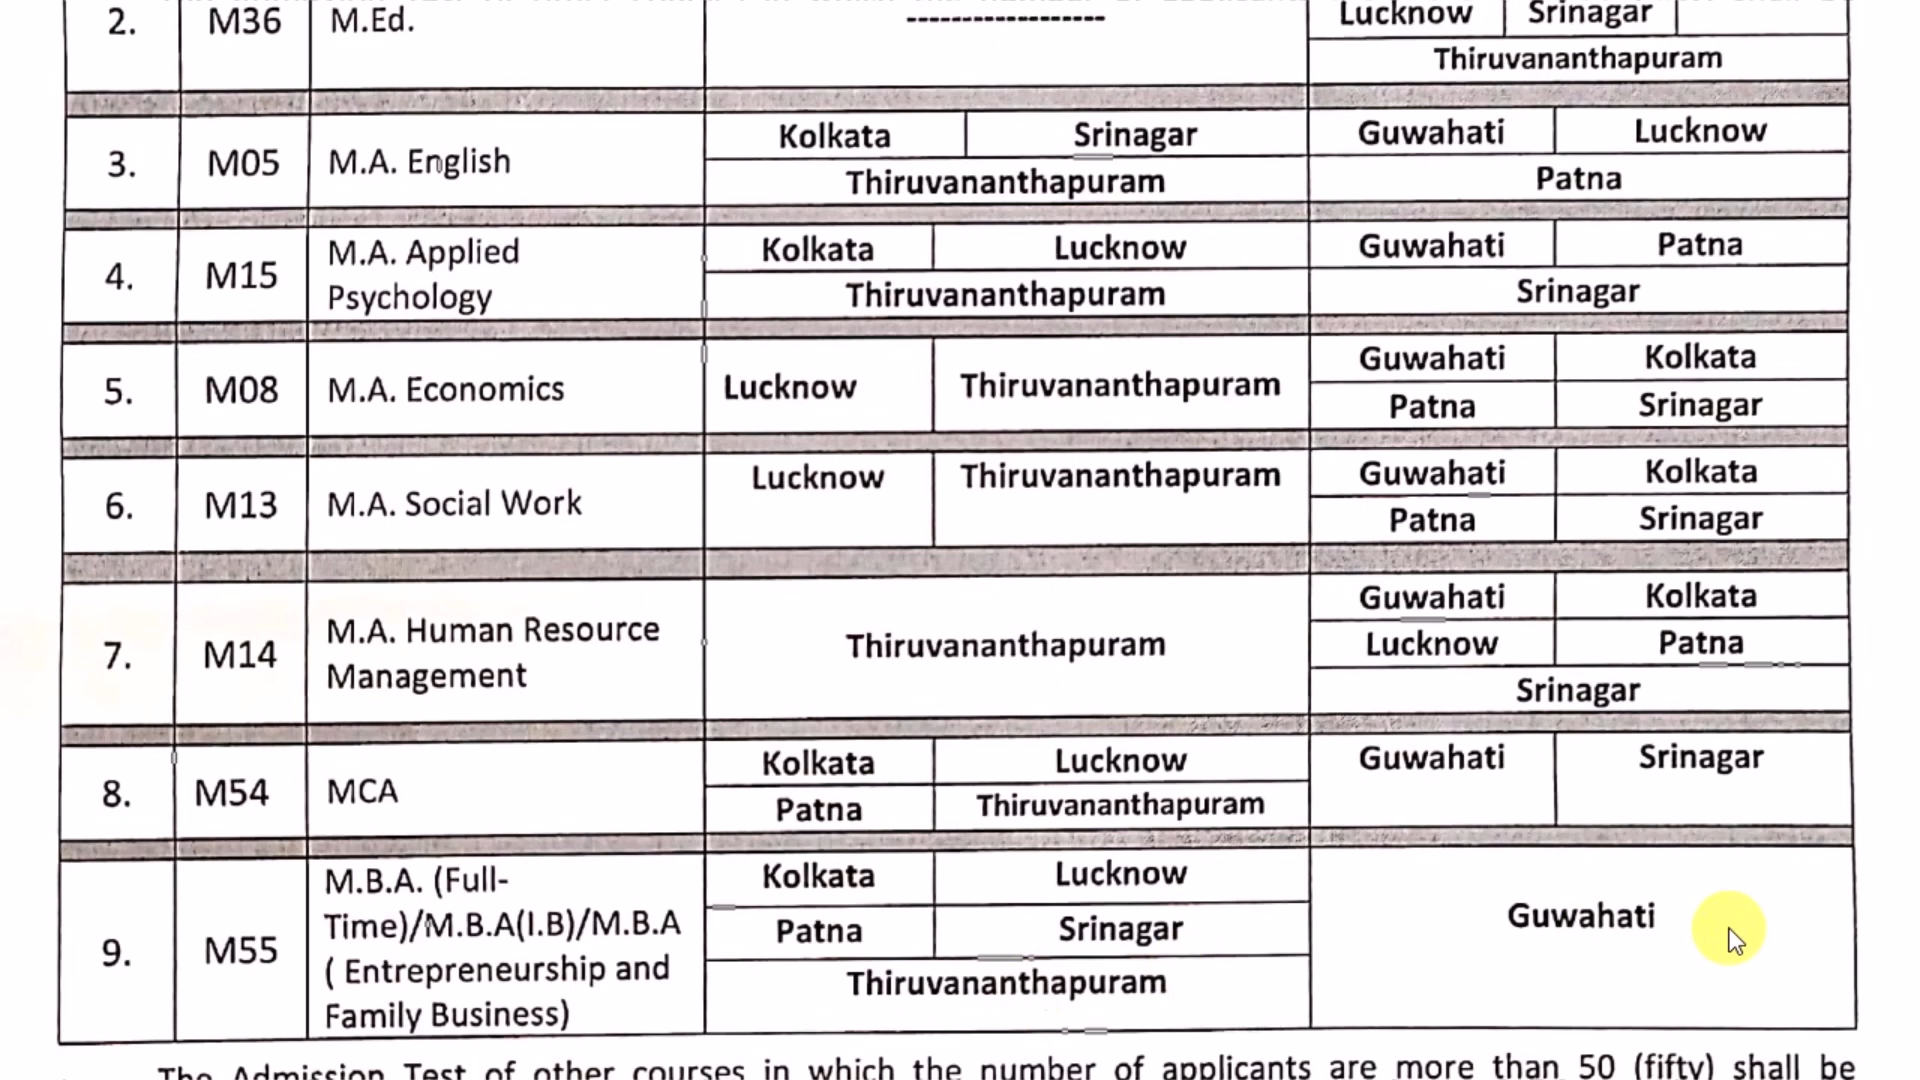 2. M36 M.Ed. ------------------ Lucknow Srinagar
Thiruvananthapuram
3. M05 M.A. English Kolkata Srinagar Guwahati Lucknow
Thiruvananthapuram Patna
4. M15 M.A. Applied Kolkata Lucknow Guwahati Patna
Psychology Thiruvananthapuram Srinagar
5. M08 M.A. Economics Lucknow Thiruvananthapuram Guwahati Kolkata
Patna Srinagar
6. M13 M.A. Social Work Lucknow Thiruvananthapuram Guwahati Kolkata
Patna Srinagar
7. M14 M.A. Human Resource Thiruvananthapuram Guwahati Kolkata
Management Lucknow Patna
Srinagar
8. M54 MCA Kolkata Lucknow Guwahati Srinagar
Patna Thiruvananthapuram
9. M55 M.B.A. (Full- Kolkata Lucknow Guwahati
Time)/M.B.A(I.B)/M.B.A Patna Srinagar
( Entrepreneurship and Thiruvananthapuram
Family Business)
The Admission Test of other courses in which the number of applicants are more than 50 (fifty) shall be